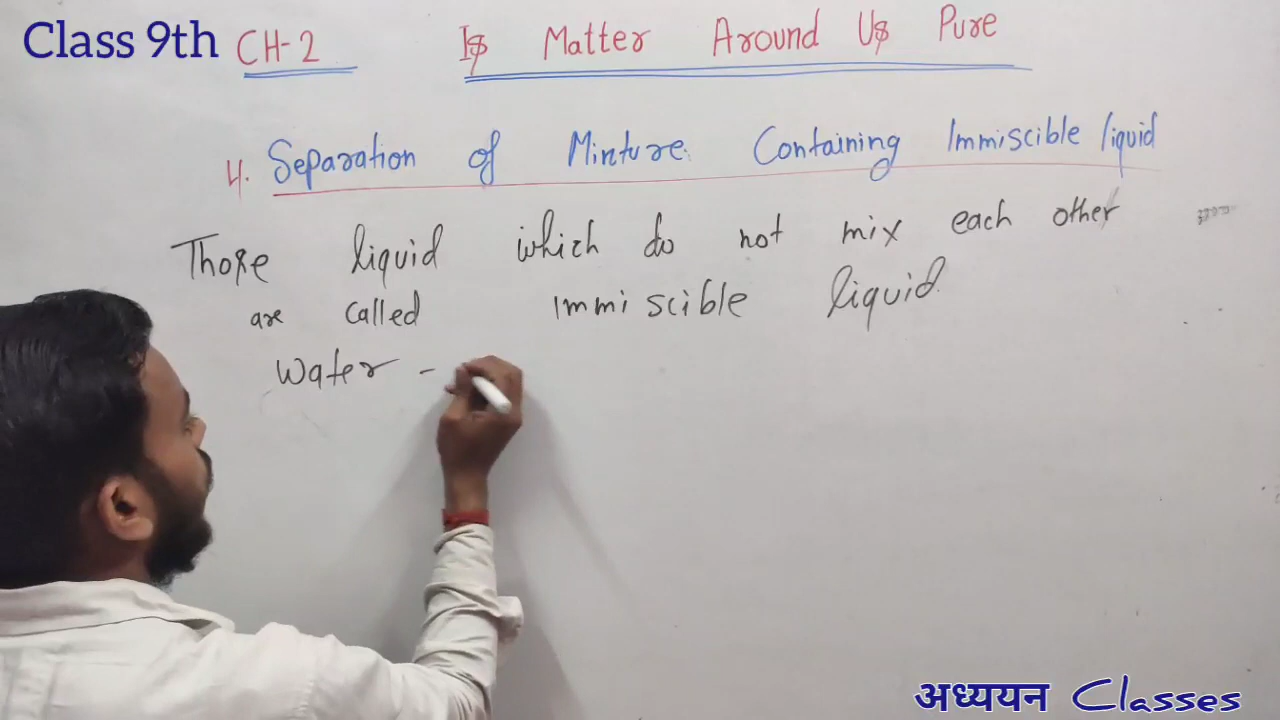 Class 9th CH-2 Is Matter Around Us Pure
4. Separation of Mixture Containing Immiscible liquid
Those liquid which do not mix each other
are called immiscible liquid.
Water -
अध्ययन Classes